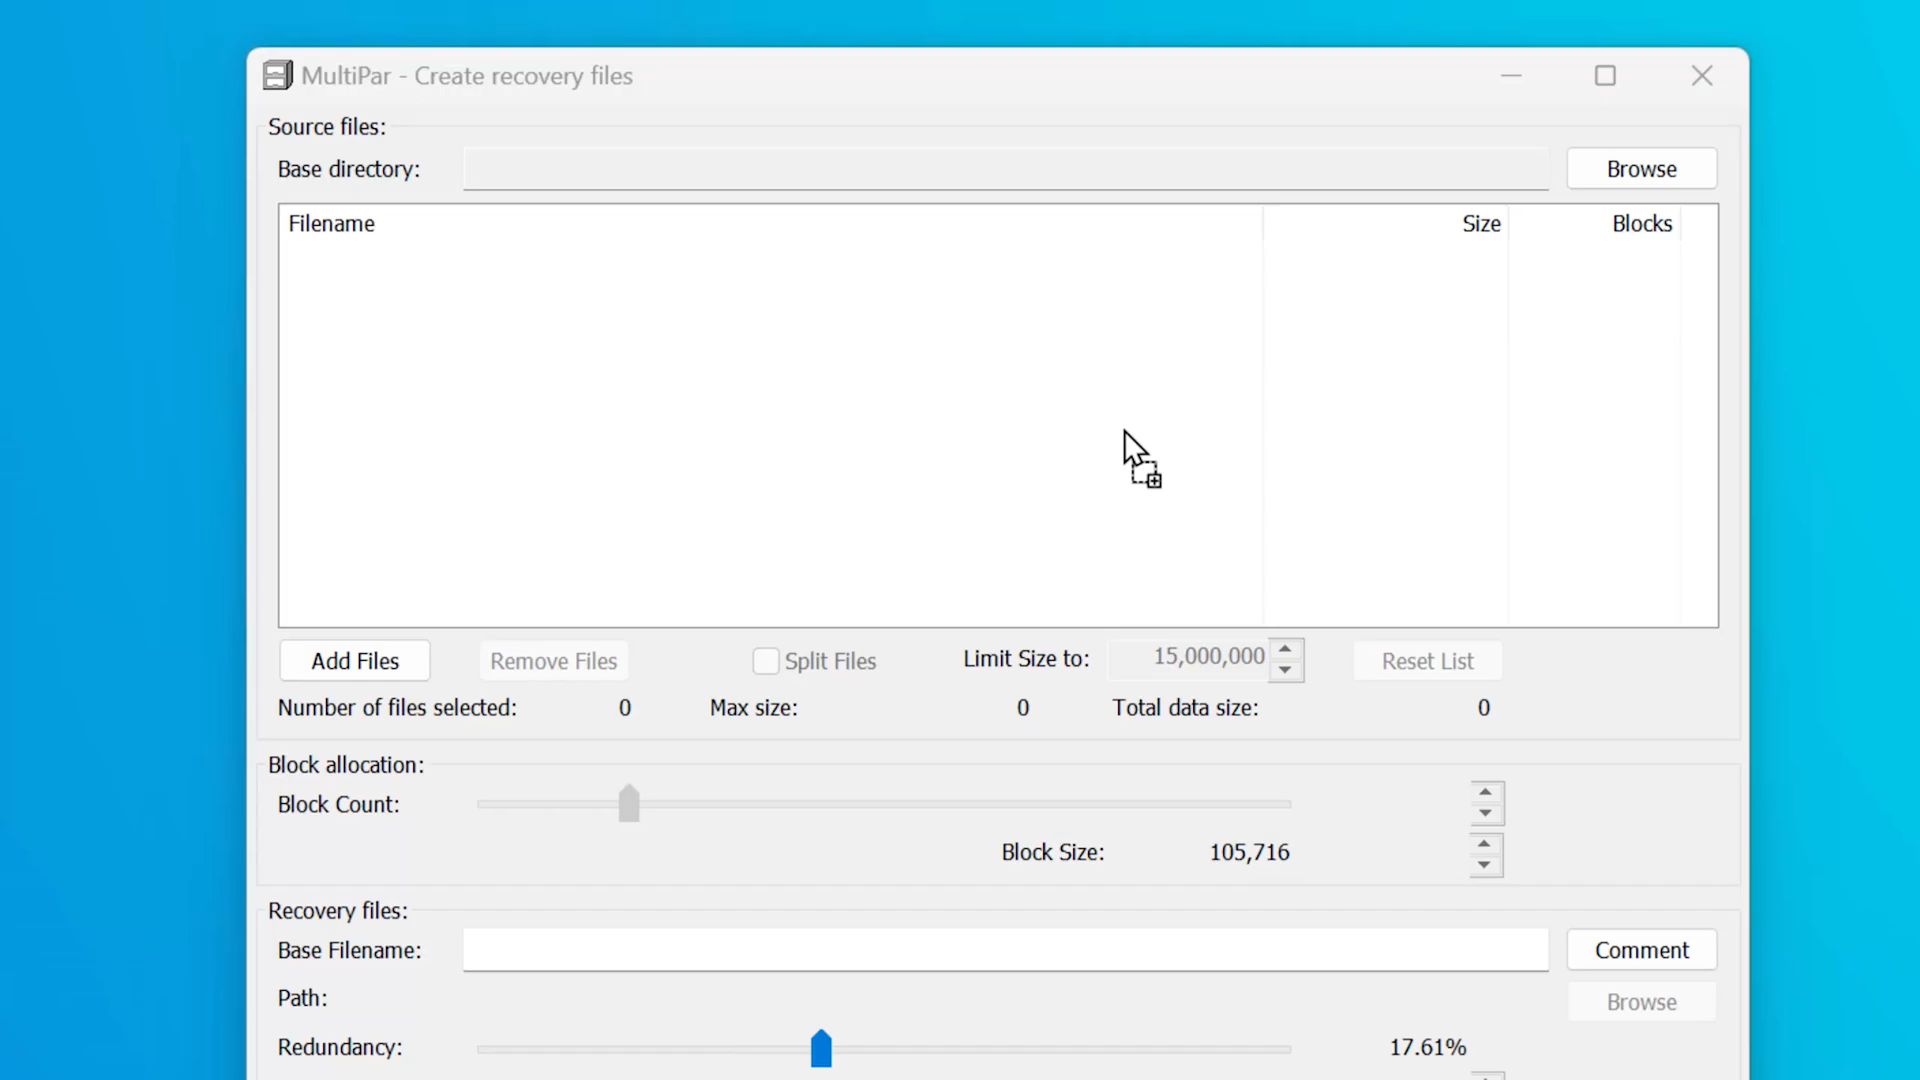 MultiPar - Create recovery files
Source files:
Base directory: Browse
Filename Size Blocks
Add Files Remove Files Split Files Limit Size to: 15,000,000 Reset List
Number of files selected: 0 Max size: 0 Total data size: 0
Block allocation:
Block Count:
Block Size: 105,716
Recovery files:
Base Filename: Comment
Path: Browse
Redundancy: 17.61%